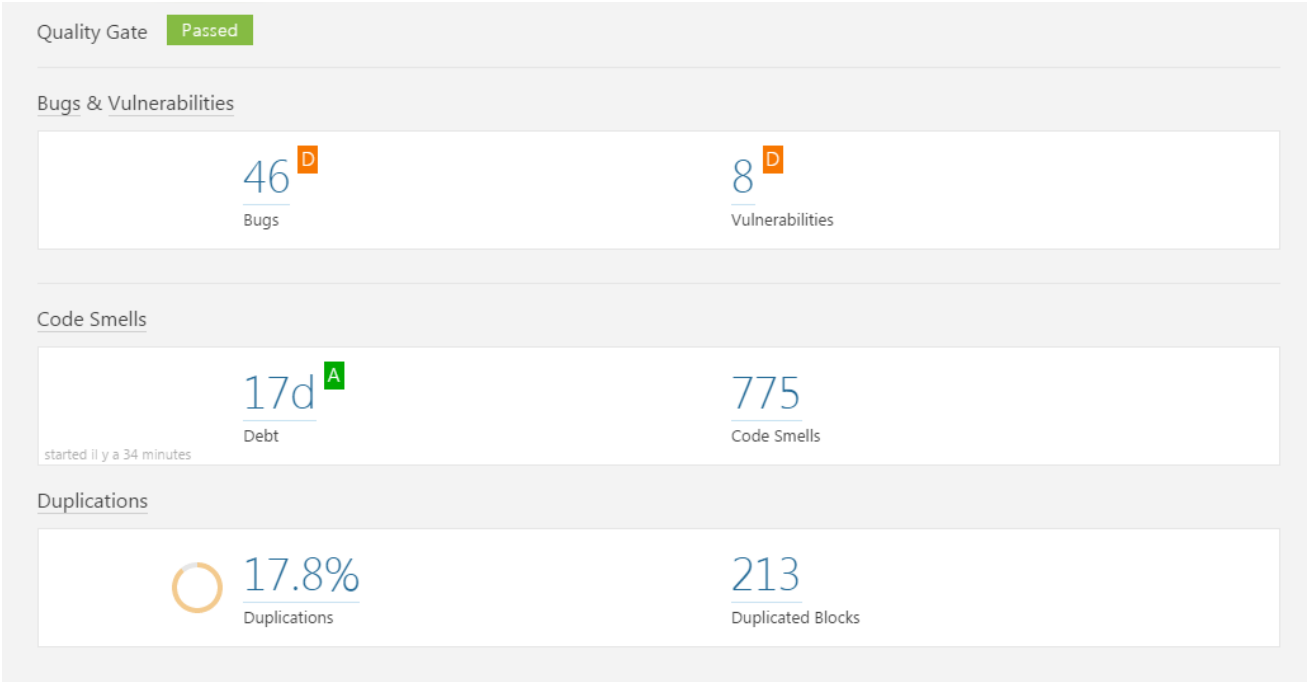 Quality Gate Passed
Bugs & Vulnerabilities
46 D 8 D
Bugs Vulnerabilities
Code Smells
17d A 775
Debt Code Smells
started il y a 34 minutes
Duplications
17.8% 213
Duplications Duplicated Blocks